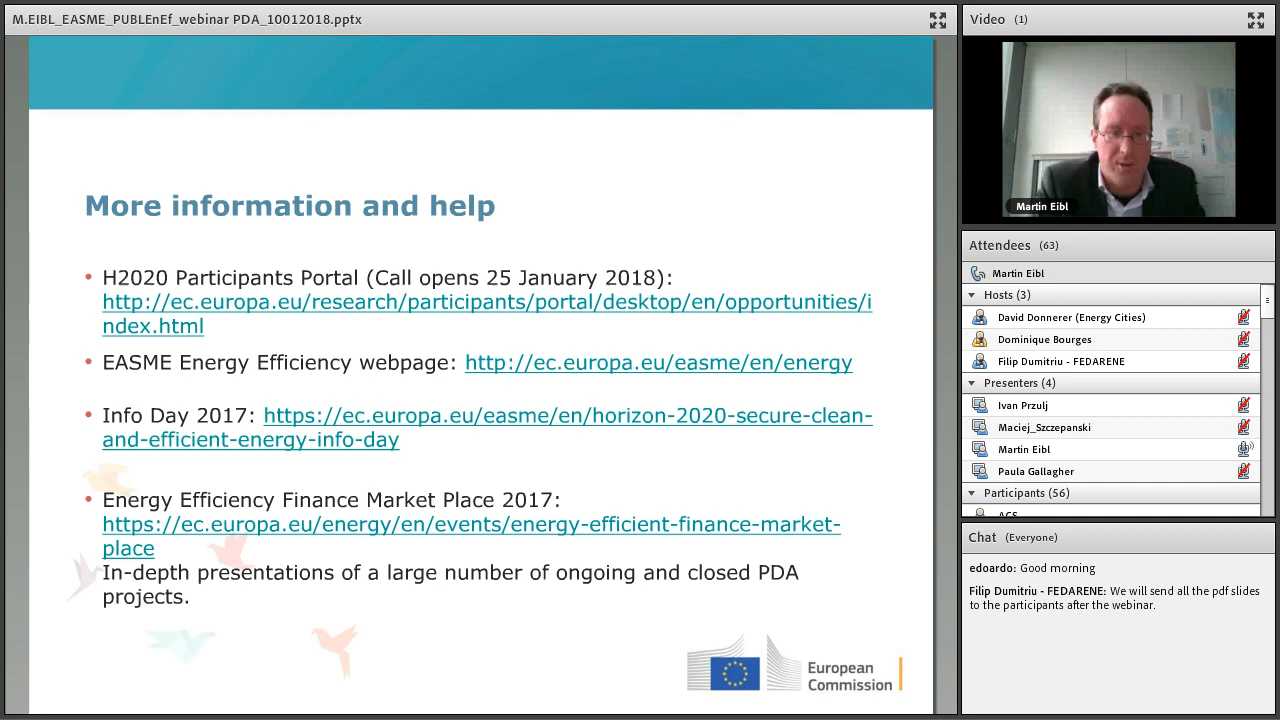 M.EIBL_EASME_PUBLEnEf_webinar PDA_10012018.pptx
More information and help
• H2020 Participants Portal (Call opens 25 January 2018):
http://ec.europa.eu/research/participants/portal/desktop/en/opportunities/i
ndex.html
• EASME Energy Efficiency webpage: http://ec.europa.eu/easme/en/energy
• Info Day 2017: https://ec.europa.eu/easme/en/horizon-2020-secure-clean-
and-efficient-energy-info-day
• Energy Efficiency Finance Market Place 2017:
https://ec.europa.eu/energy/en/events/energy-efficient-finance-market-
place
In-depth presentations of a large number of ongoing and closed PDA
projects.
European
Commission
Video (1)
Martin Eibl
Attendees (63)
Martin Eibl
Hosts (3)
David Donnerer (Energy Cities)
Dominique Bourges
Filip Dumitriu - FEDARENE
Presenters (4)
Ivan Przulj
Maciej_Szczepanski
Martin Eibl
Paula Gallagher
Participants (56)
ACS
Chat (Everyone)
edoardo: Good morning
Filip Dumitriu - FEDARENE: We will send all the pdf slides
to the participants after the webinar.